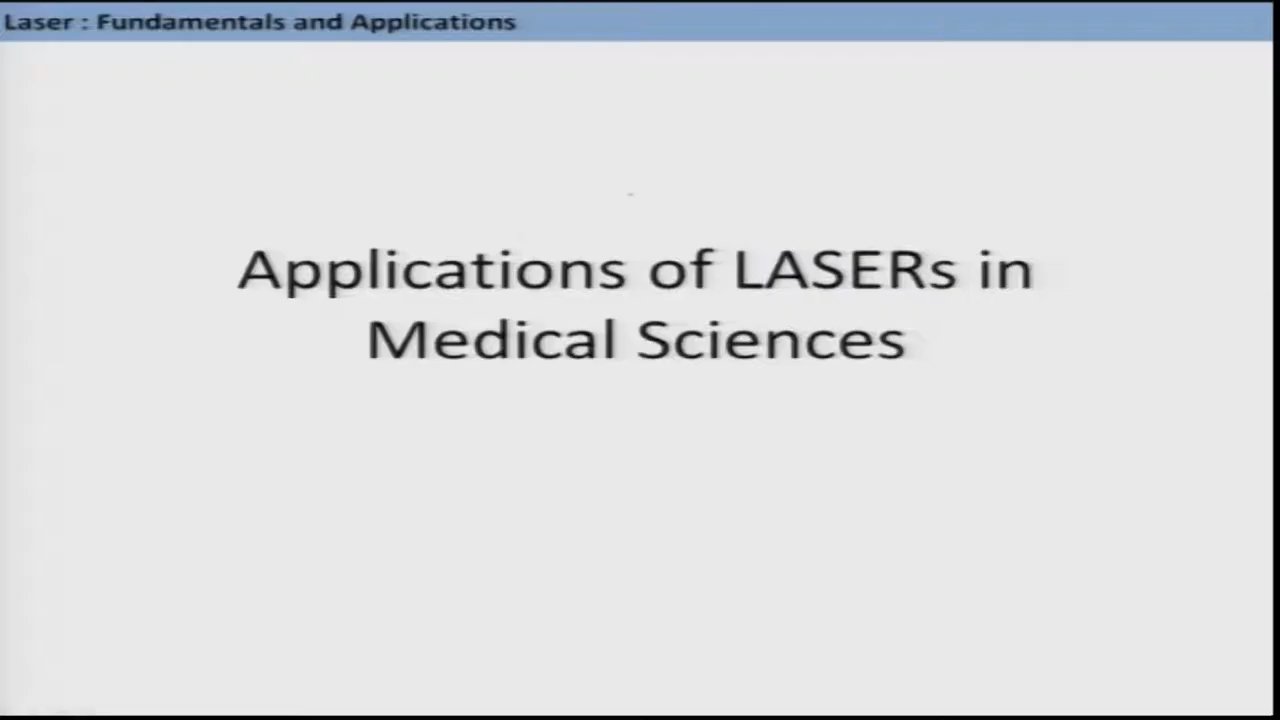 Laser : Fundamentals and Applications
Applications of LASERs in
Medical Sciences